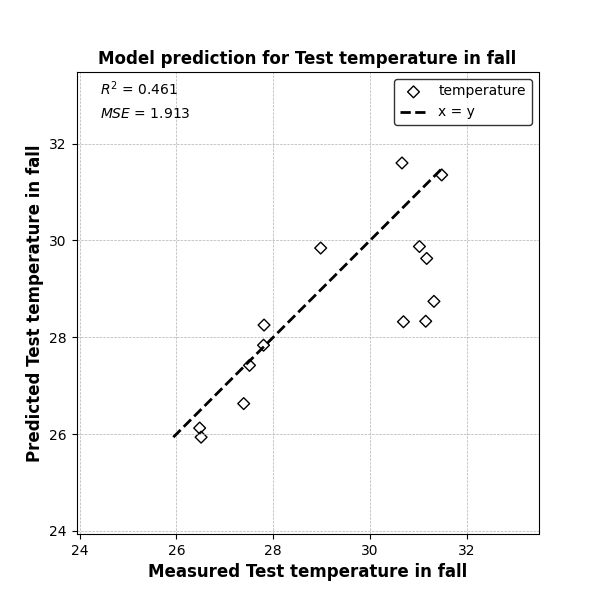 Model prediction for Test temperature in fall
R² = 0.461
MSE = 1.913
temperature
x = y
Predicted Test temperature in fall
32
30
28
26
24
24 26 28 30 32
Measured Test temperature in fall